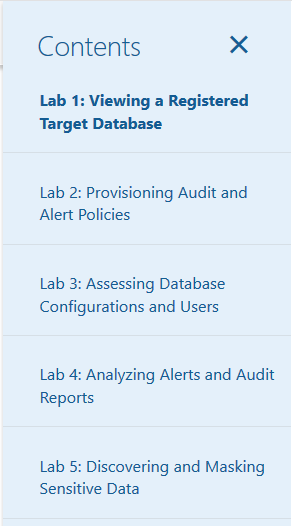 Contents
Lab 1: Viewing a Registered
Target Database
Lab 2: Provisioning Audit and
Alert Policies
Lab 3: Assessing Database
Configurations and Users
Lab 4: Analyzing Alerts and Audit
Reports
Lab 5: Discovering and Masking
Sensitive Data